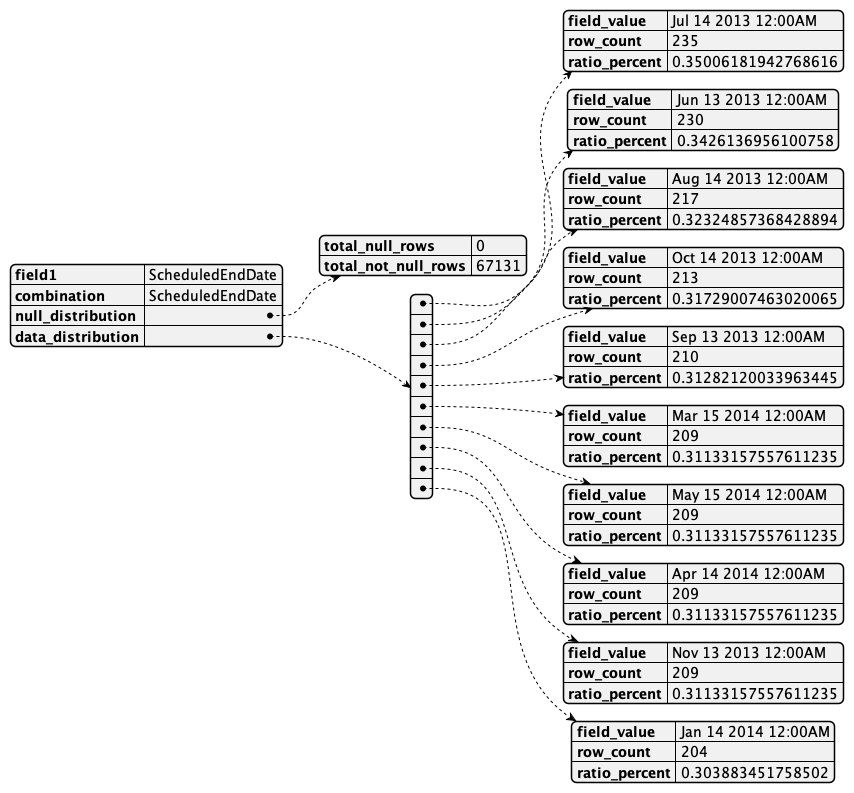 field1 ScheduledEndDate
combination ScheduledEndDate
null_distribution
data_distribution
total_null_rows 0
total_not_null_rows 67131
field_value Jul 14 2013 12:00AM
row_count 235
ratio_percent 0.35006181942768616
field_value Jun 13 2013 12:00AM
row_count 230
ratio_percent 0.3426136956100758
field_value Aug 14 2013 12:00AM
row_count 217
ratio_percent 0.32324857368428894
field_value Oct 14 2013 12:00AM
row_count 213
ratio_percent 0.31729007463020065
field_value Sep 13 2013 12:00AM
row_count 210
ratio_percent 0.31282120033963445
field_value Mar 15 2014 12:00AM
row_count 209
ratio_percent 0.31133157557611235
field_value May 15 2014 12:00AM
row_count 209
ratio_percent 0.31133157557611235
field_value Apr 14 2014 12:00AM
row_count 209
ratio_percent 0.31133157557611235
field_value Nov 13 2013 12:00AM
row_count 209
ratio_percent 0.31133157557611235
field_value Jan 14 2014 12:00AM
row_count 204
ratio_percent 0.303883451758502